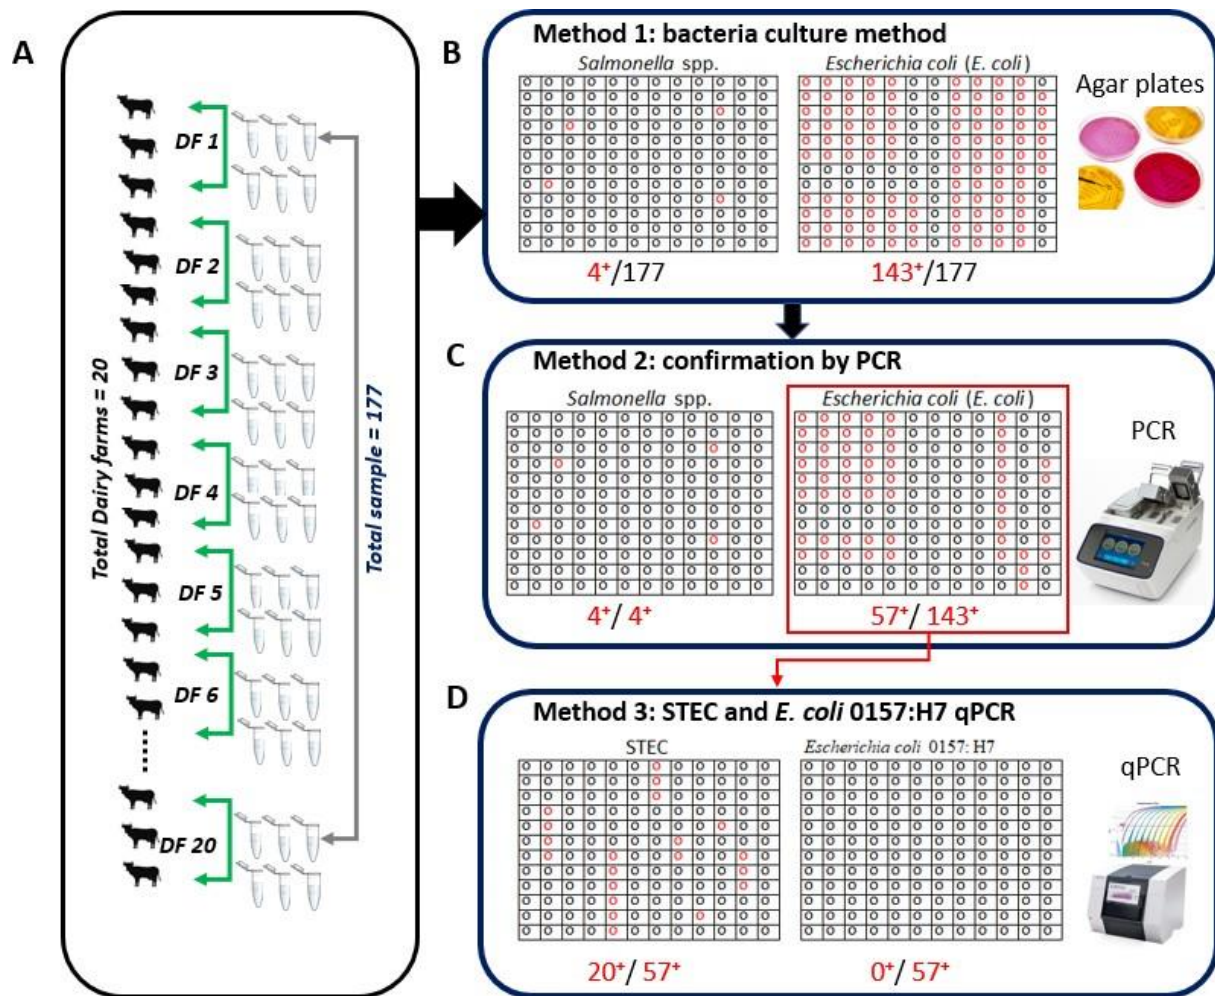 A
Total Dairy farms = 20
DF 1
DF 2
DF 3
DF 4
DF 5
DF 6
DF 20
Total sample = 177
B
Method 1: bacteria culture method
Salmonella spp.
Escherichia coli (E. coli)
Agar plates
4⁺/177
143⁺/177
C
Method 2: confirmation by PCR
Salmonella spp.
Escherichia coli (E. coli)
PCR
4⁺/ 4⁺
57⁺/ 143⁺
D
Method 3: STEC and E. coli 0157:H7 qPCR
STEC
Escherichia coli 0157: H7
qPCR
20⁺/ 57⁺
0⁺/ 57⁺